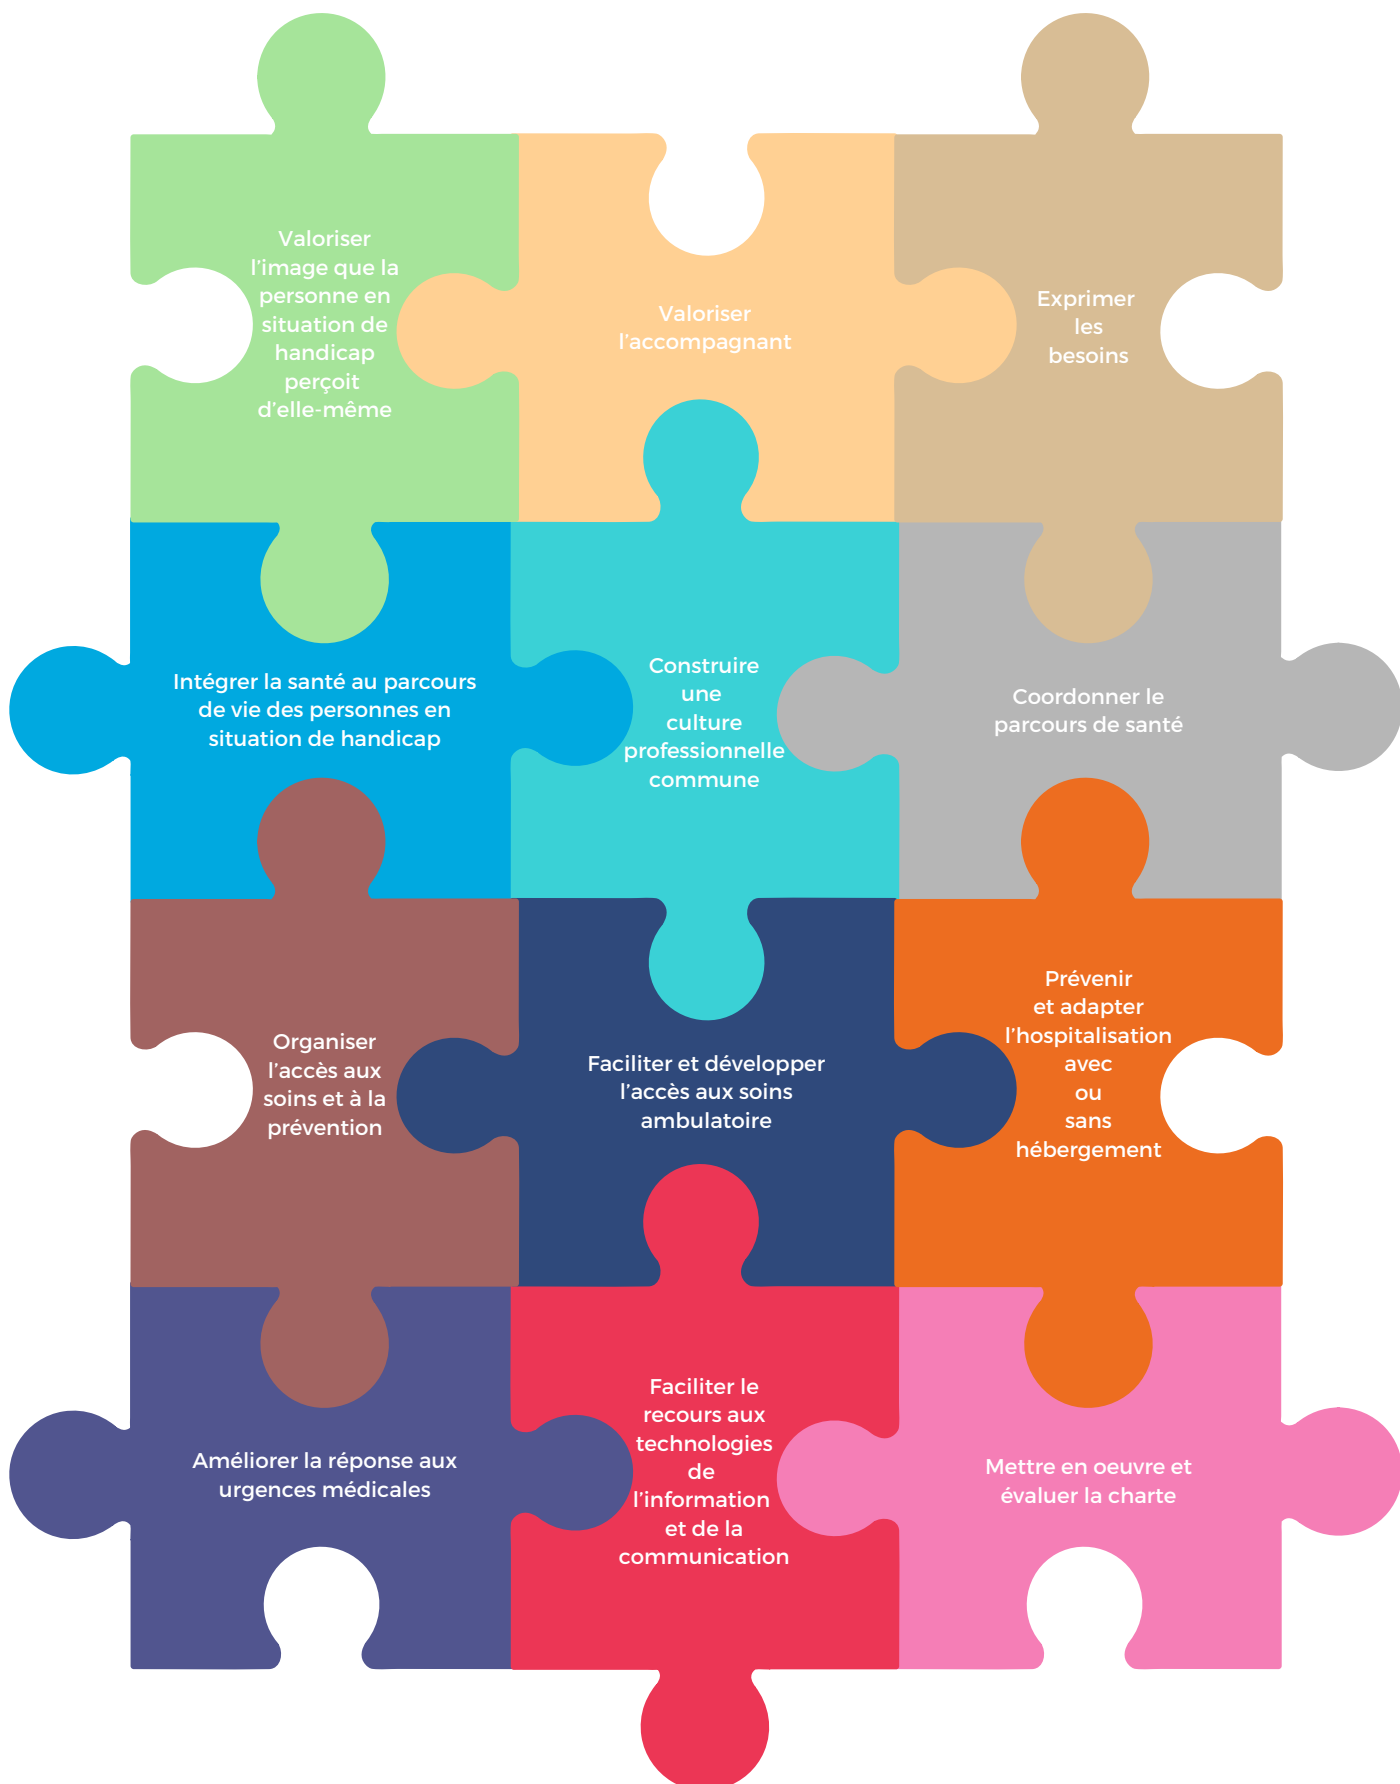 Valoriser
l'image que la
personne en
situation de
handicap
perçoit
d'elle-même
Valoriser
l'accompagnant
Exprimer
les
besoins
Intégrer la santé au parcours
de vie des personnes en
situation de handicap
Construire
une
culture
professionnelle
commune
Coordonner le
parcours de santé
Organiser
l'accès aux
soins et à la
prévention
Faciliter et développer
l'accès aux soins
ambulatoire
Prévenir
et adapter
l'hospitalisation
avec
ou
sans
hébergement
Améliorer la réponse aux
urgences médicales
Faciliter le
recours aux
technologies
de
l'information
et de la
communication
Mettre en oeuvre et
évaluer la charte